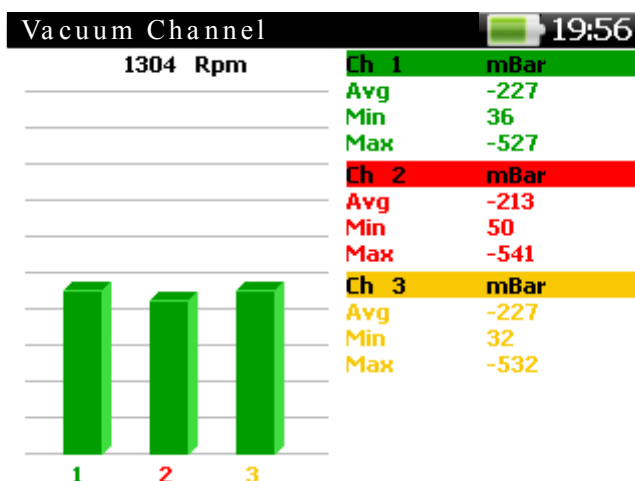 Vacuum Channel 19:56
1304 Rpm
Ch 1 mBar
Avg -227
Min 36
Max -527
Ch 2 mBar
Avg -213
Min 50
Max -541
Ch 3 mBar
Avg -227
Min 32
Max -532
1 2 3